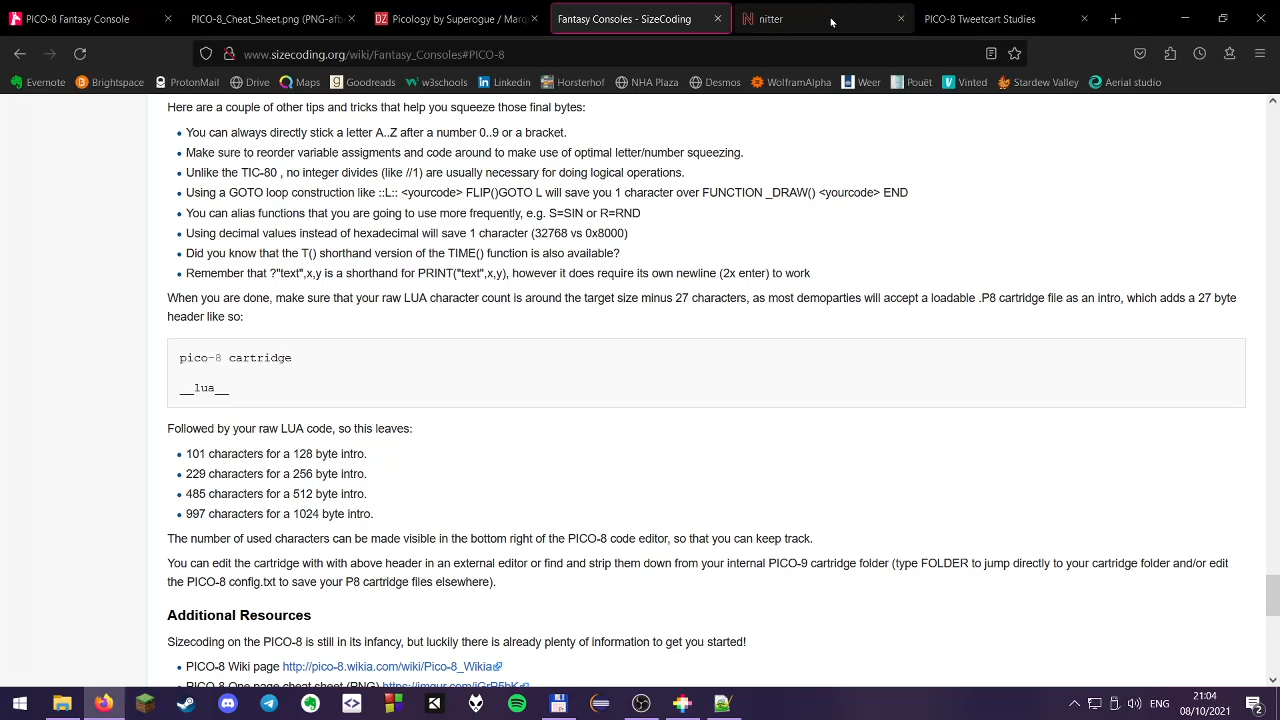 PICO-8 Fantasy Console
PICO-8_Cheat_Sheet.png (PNG-afb
Picology by /Superogue / Marqu
Fantasy Consoles - SizeCoding
nitter
PICO-8 Tweetcart Studies
www.sizecoding.org/wiki/Fantasy_Consoles#PICO-8
Evernote Brightspace ProtonMail Drive Maps Goodreads w3schools Linkedin Horsterhof NHA Plaza Desmos WolframAlpha Weer Pouët Vinted Stardew Valley Aerial studio
Here are a couple of other tips and tricks that help you squeeze those final bytes:
You can always directly stick a letter A..Z after a number 0..9 or a bracket.
Make sure to reorder variable assigments and code around to make use of optimal letter/number squeezing.
Unlike the TIC-80 , no integer divides (like //1) are usually necessary for doing logical operations.
Using a GOTO loop construction like ::L:: <yourcode> FLIP()GOTO L will save you 1 character over FUNCTION _DRAW() <yourcode> END
You can alias functions that you are going to use more frequently, e.g. S=SIN or R=RND
Using decimal values instead of hexadecimal will save 1 character (32768 vs 0x8000)
Did you know that the T() shorthand version of the TIME() function is also available?
Remember that ?"text",x,y is a shorthand for PRINT("text",x,y), however it does require its own newline (2x enter) to work
When you are done, make sure that your raw LUA character count is around the target size minus 27 characters, as most demoparties will accept a loadable .P8 cartridge file as an intro, which adds a 27 byte
header like so:
pico-8 cartridge
__lua__
Followed by your raw LUA code, so this leaves:
101 characters for a 128 byte intro.
229 characters for a 256 byte intro.
485 characters for a 512 byte intro.
997 characters for a 1024 byte intro.
The number of used characters can be made visible in the bottom right of the PICO-8 code editor, so that you can keep track.
You can edit the cartridge with with above header in an external editor or find and strip them down from your internal PICO-9 cartridge folder (type FOLDER to jump directly to your cartridge folder and/or edit
the PICO-8 config.txt to save your P8 cartridge files elsewhere).
Additional Resources
Sizecoding on the PICO-8 is still in its infancy, but luckily there is already plenty of information to get you started!
PICO-8 Wiki page http://pico-8.wikia.com/wiki/Pico-8_Wikia
PICO-8 One page cheat sheet (PNG)
ENG
21:04
08/10/2021
2